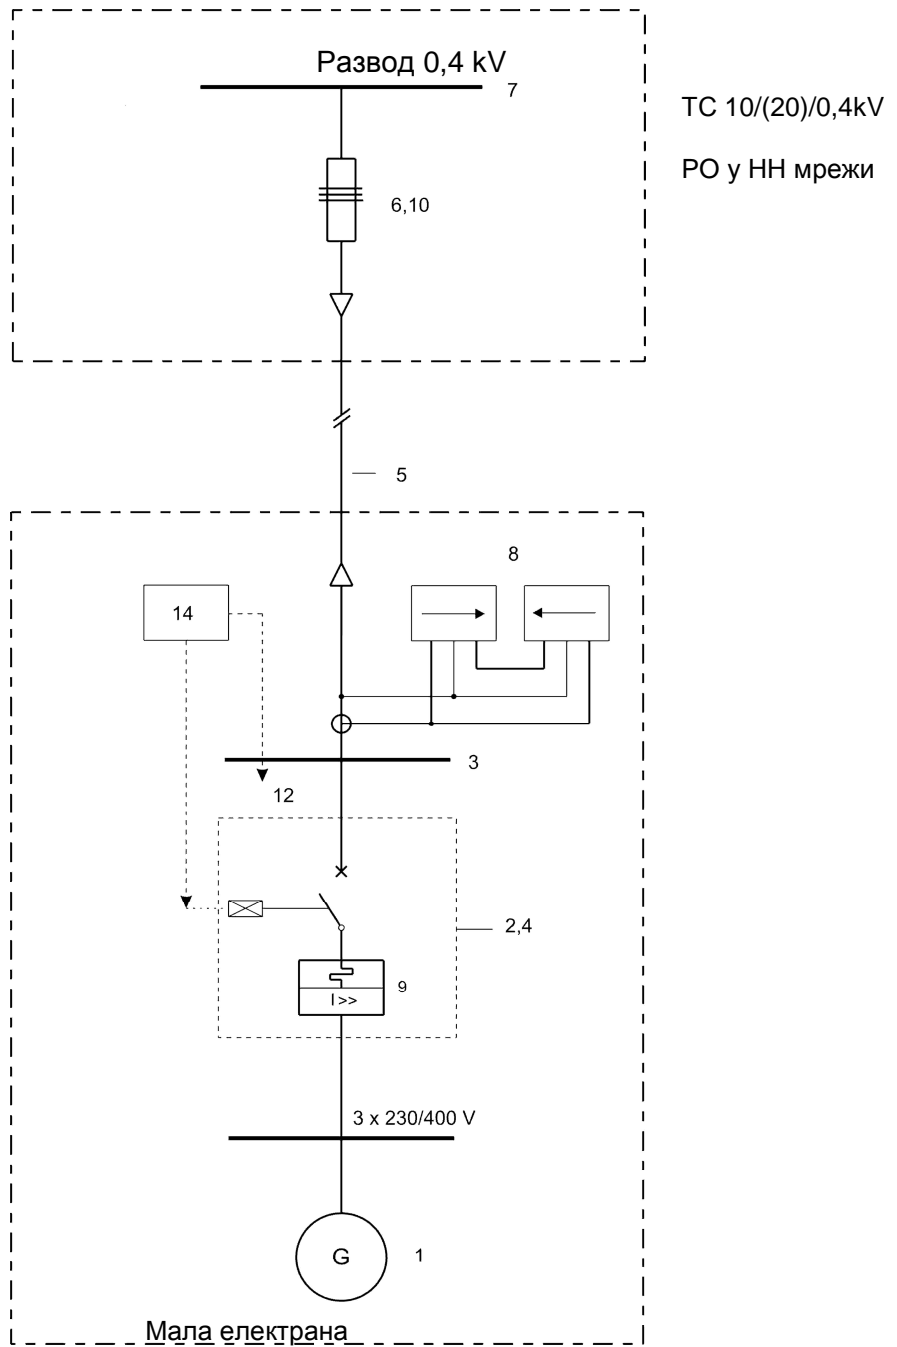 Развод 0,4 kV
7
ТС 10/(20)/0,4kV
РО у НН мрежи
6,10
5
8
14
3
12
2,4
9
I >>
3 x 230/400 V
G
1
Мала електрана